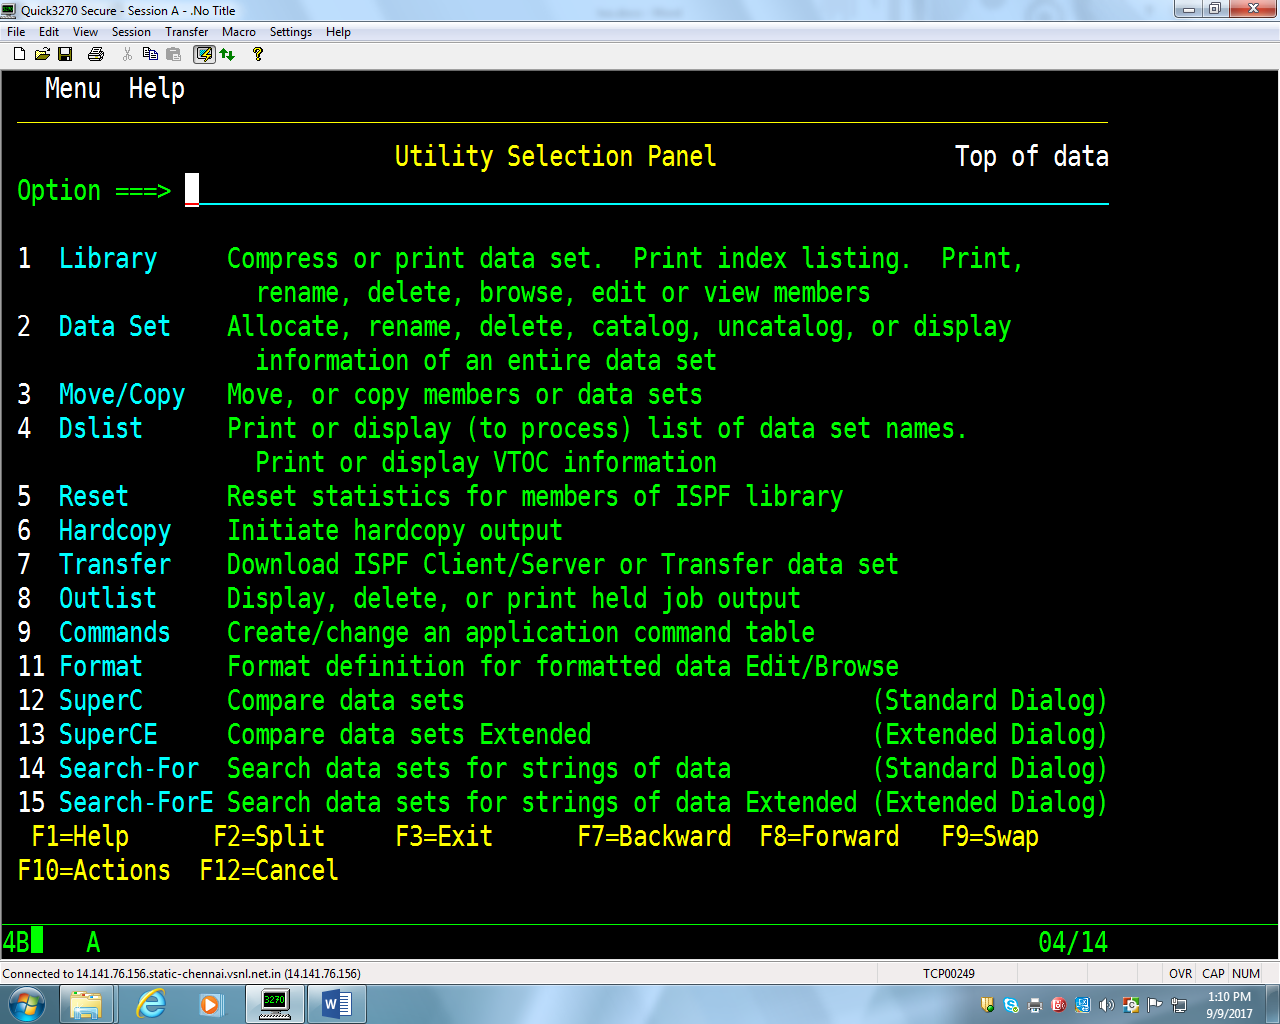 Quick3270 Secure - Session A - .No Title
File Edit View Session Transfer Macro Settings Help
Menu Help
Utility Selection Panel Top of data
Option ===>
1 Library Compress or print data set. Print index listing. Print,
rename, delete, browse, edit or view members
2 Data Set Allocate, rename, delete, catalog, uncatalog, or display
information of an entire data set
3 Move/Copy Move, or copy members or data sets
4 Dslist Print or display (to process) list of data set names.
Print or display VTOC information
5 Reset Reset statistics for members of ISPF library
6 Hardcopy Initiate hardcopy output
7 Transfer Download ISPF Client/Server or Transfer data set
8 Outlist Display, delete, or print held job output
9 Commands Create/change an application command table
11 Format Format definition for formatted data Edit/Browse
12 SuperC Compare data sets (Standard Dialog)
13 SuperCE Compare data sets Extended (Extended Dialog)
14 Search-For Search data sets for strings of data (Standard Dialog)
15 Search-ForE Search data sets for strings of data Extended (Extended Dialog)
F1=Help F2=Split F3=Exit F7=Backward F8=Forward F9=Swap
F10=Actions F12=Cancel
4B A 04/14
Connected to 14.141.76.156.static-chennai.vsnl.net.in (14.141.76.156) TCP00249 OVR CAP NUM
3270
1:10 PM
9/9/2017